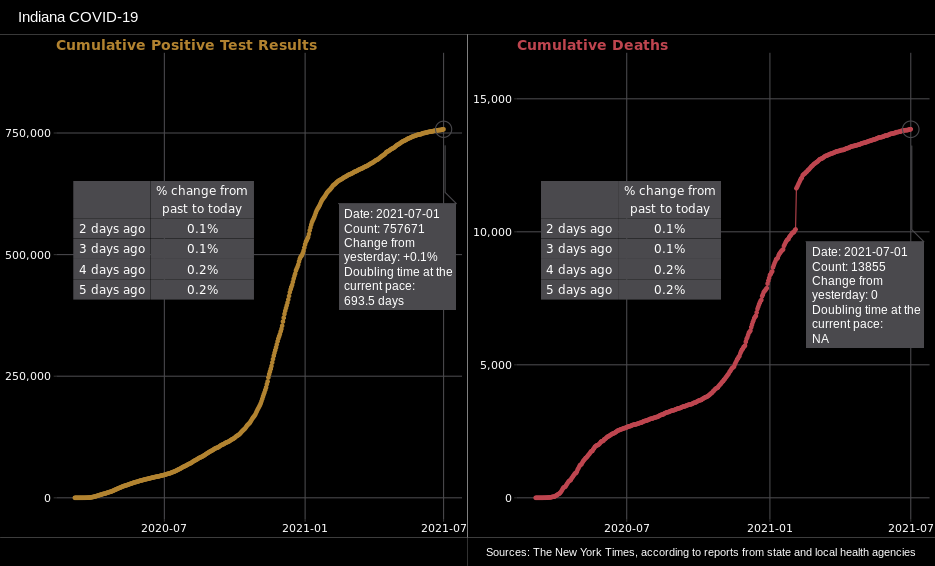 Indiana COVID-19
Cumulative Positive Test Results
750,000
500,000
250,000
0
2020-07
2021-01
2021-07
% change from
past to today
2 days ago 0.1%
3 days ago 0.1%
4 days ago 0.2%
5 days ago 0.2%
Date: 2021-07-01
Count: 757671
Change from
yesterday: +0.1%
Doubling time at the
current pace:
693.5 days
Cumulative Deaths
15,000
10,000
5,000
0
2020-07
2021-01
2021-07
% change from
past to today
2 days ago 0.1%
3 days ago 0.1%
4 days ago 0.2%
5 days ago 0.2%
Date: 2021-07-01
Count: 13855
Change from
yesterday: 0
Doubling time at the
current pace:
NA
Sources: The New York Times, according to reports from state and local health agencies